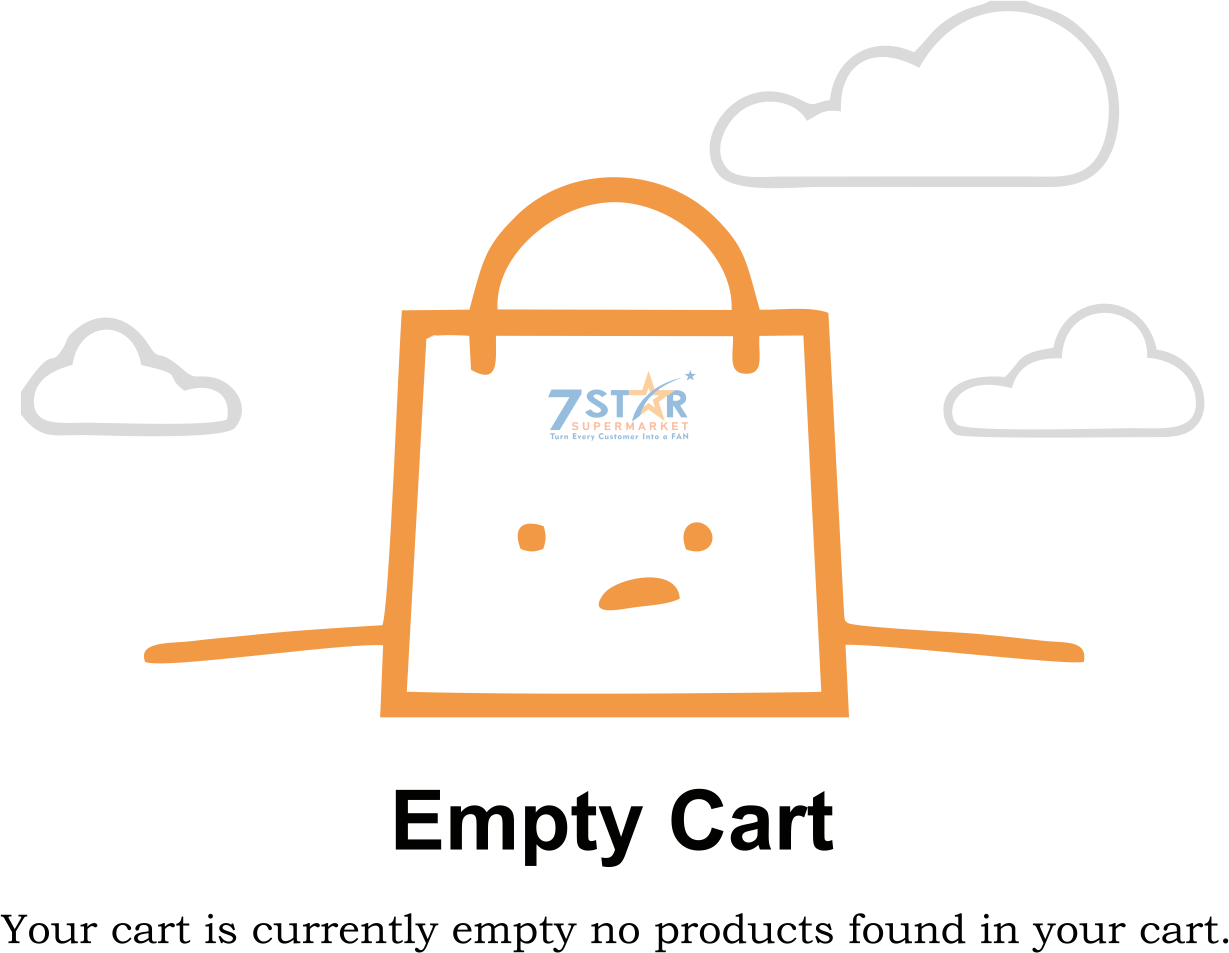 7STAR
SUPERMARKET
Turn Every Customer Into a FAN
Empty Cart
Your cart is currently empty no products found in your cart.